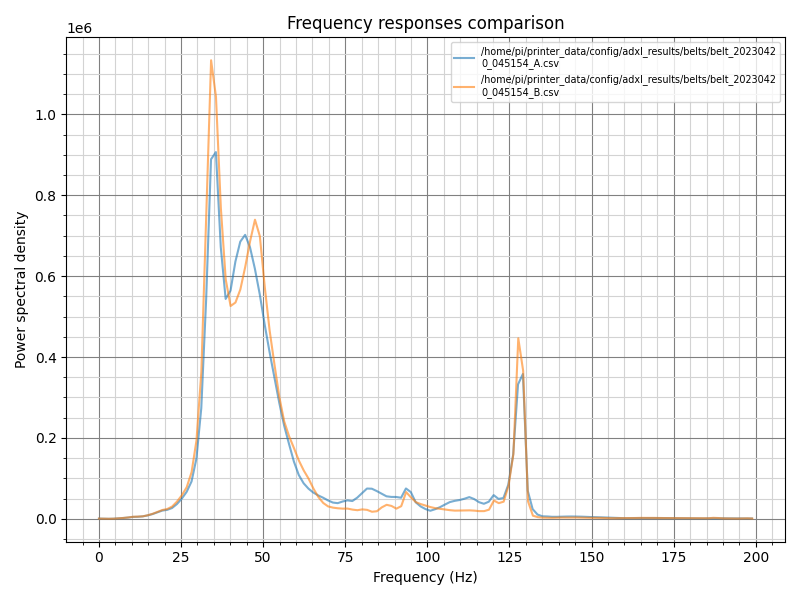 Frequency responses comparison
1e6
/home/pi/printer_data/config/adxl_results/belts/belt_2023042
0_045154_A.csv
/home/pi/printer_data/config/adxl_results/belts/belt_2023042
0_045154_B.csv
1.0
0.8
0.6
0.4
0.2
0.0
Power spectral density
0 25 50 75 100 125 150 175 200
Frequency (Hz)